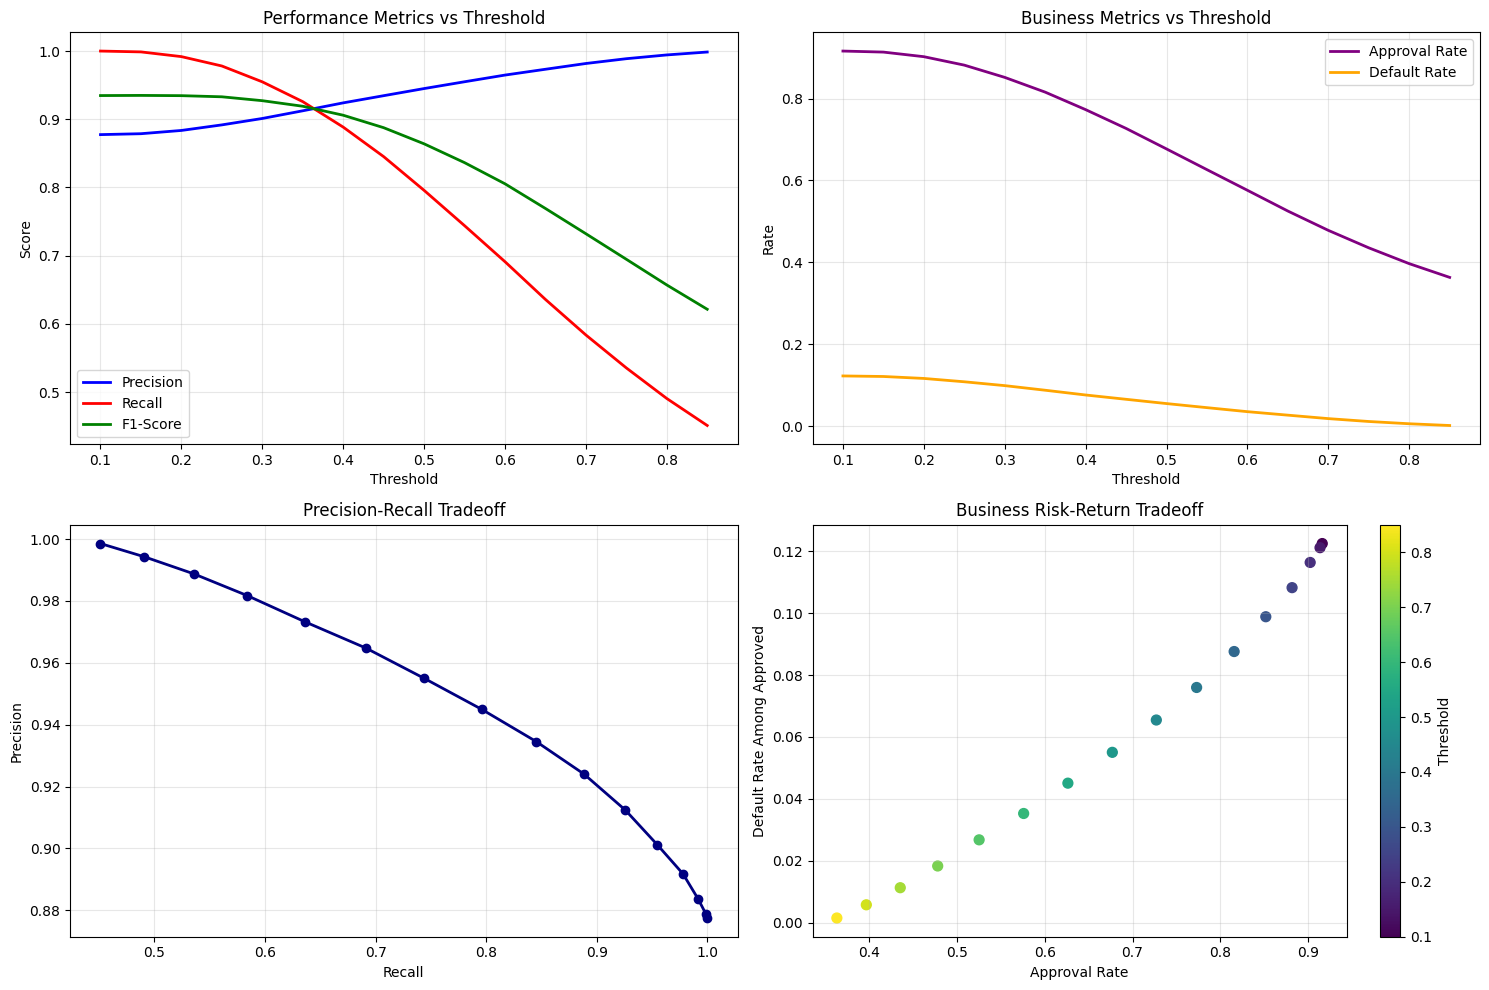 Performance Metrics vs Threshold
1.0
0.9
0.8
0.7
0.6
0.5
Score
Precision
Recall
F1-Score
0.1 0.2 0.3 0.4 0.5 0.6 0.7 0.8
Threshold
Business Metrics vs Threshold
Approval Rate
Default Rate
0.8
0.6
0.4
0.2
0.0
Rate
0.1 0.2 0.3 0.4 0.5 0.6 0.7 0.8
Threshold
Precision-Recall Tradeoff
1.00
0.98
0.96
0.94
0.92
0.90
0.88
Precision
0.5 0.6 0.7 0.8 0.9 1.0
Recall
Business Risk-Return Tradeoff
0.12
0.10
0.08
0.06
0.04
0.02
0.00
Default Rate Among Approved
0.4 0.5 0.6 0.7 0.8 0.9
Approval Rate
0.8
0.7
0.6
0.5
0.4
0.3
0.2
0.1
Threshold